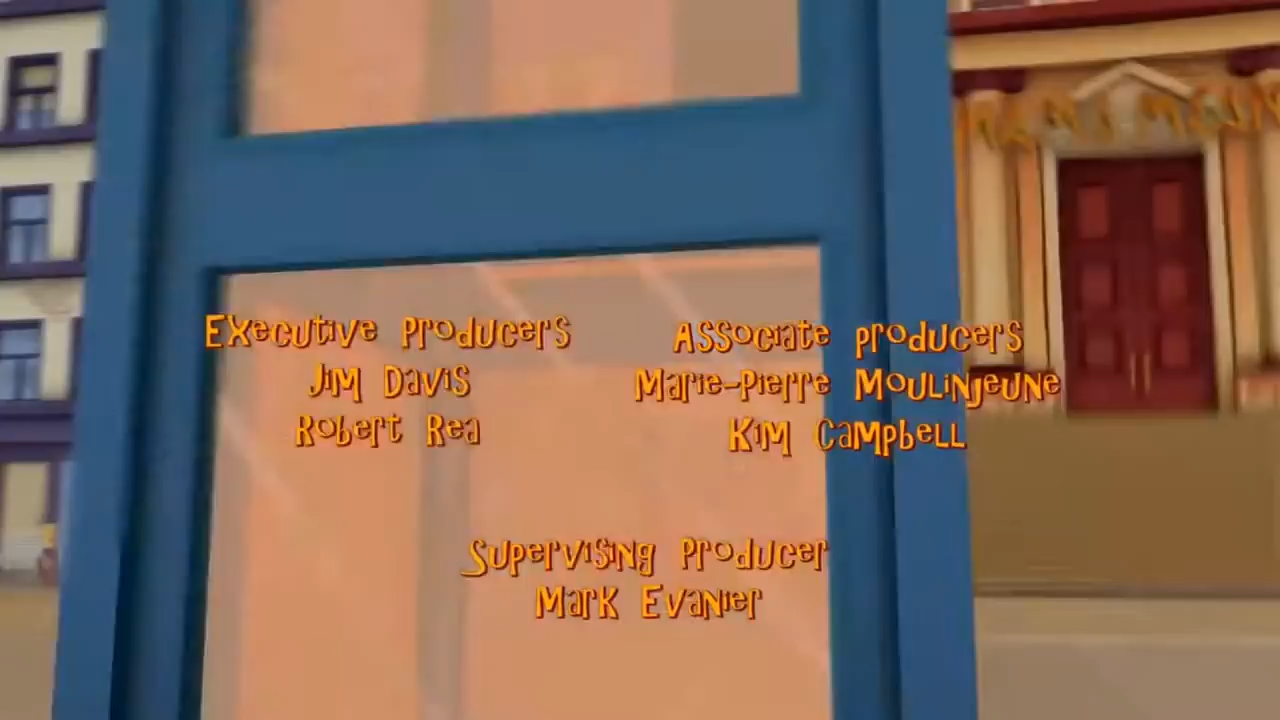 Executive Producers
Jim Davis
Robert Rea
Associate producers
Marie-Pierre Moulinjeune
Kim Campbell
Supervising Producer
Mark Evanier